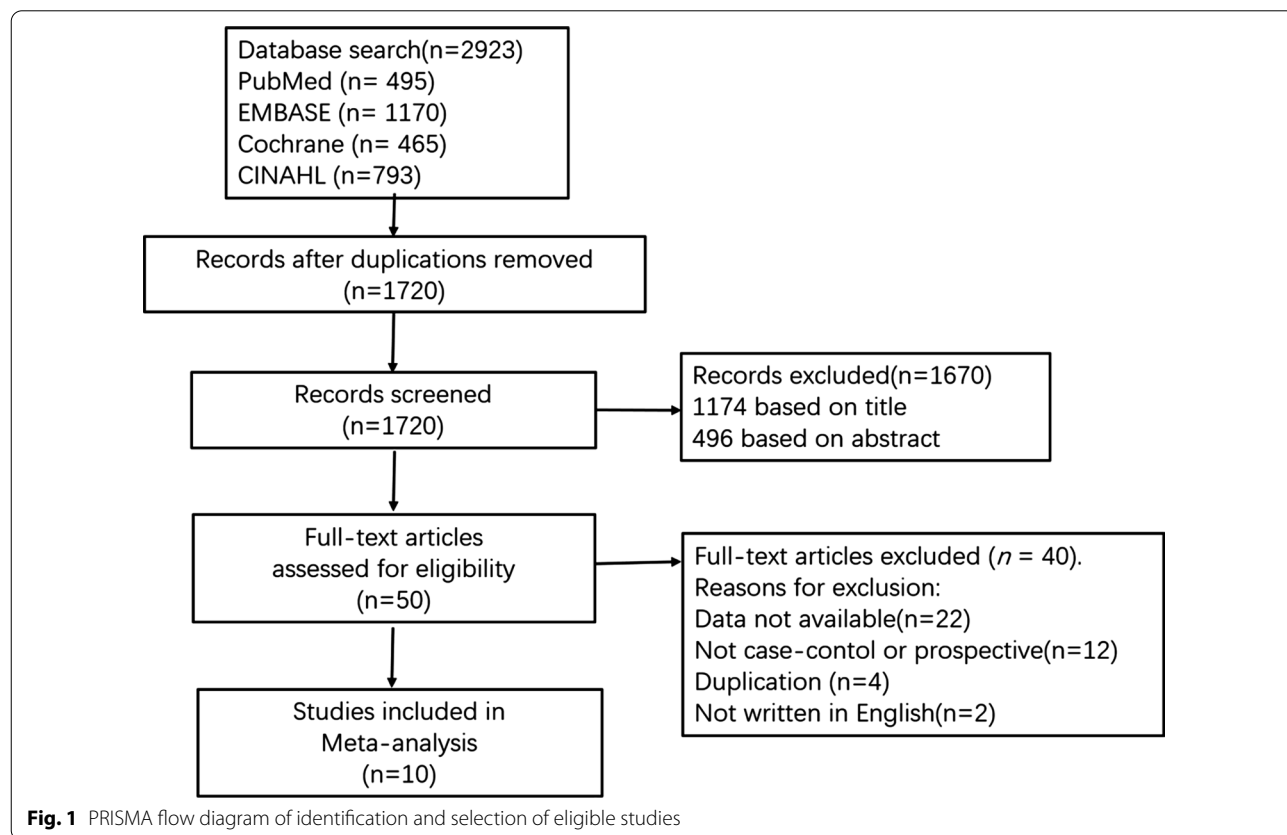 Database search(n=2923)
PubMed (n= 495)
EMBASE (n= 1170)
Cochrane (n= 465)
CINAHL (n=793)
Records after duplications removed
(n=1720)
Records screened
(n=1720)
Records excluded(n=1670)
1174 based on title
496 based on abstract
Full-text articles
assessed for eligibility
(n=50)
Full-text articles excluded (n = 40).
Reasons for exclusion:
Data not available(n=22)
Not case-contol or prospective(n=12)
Duplication (n=4)
Not written in English(n=2)
Studies included in
Meta-analysis
(n=10)
Fig. 1 PRISMA flow diagram of identification and selection of eligible studies